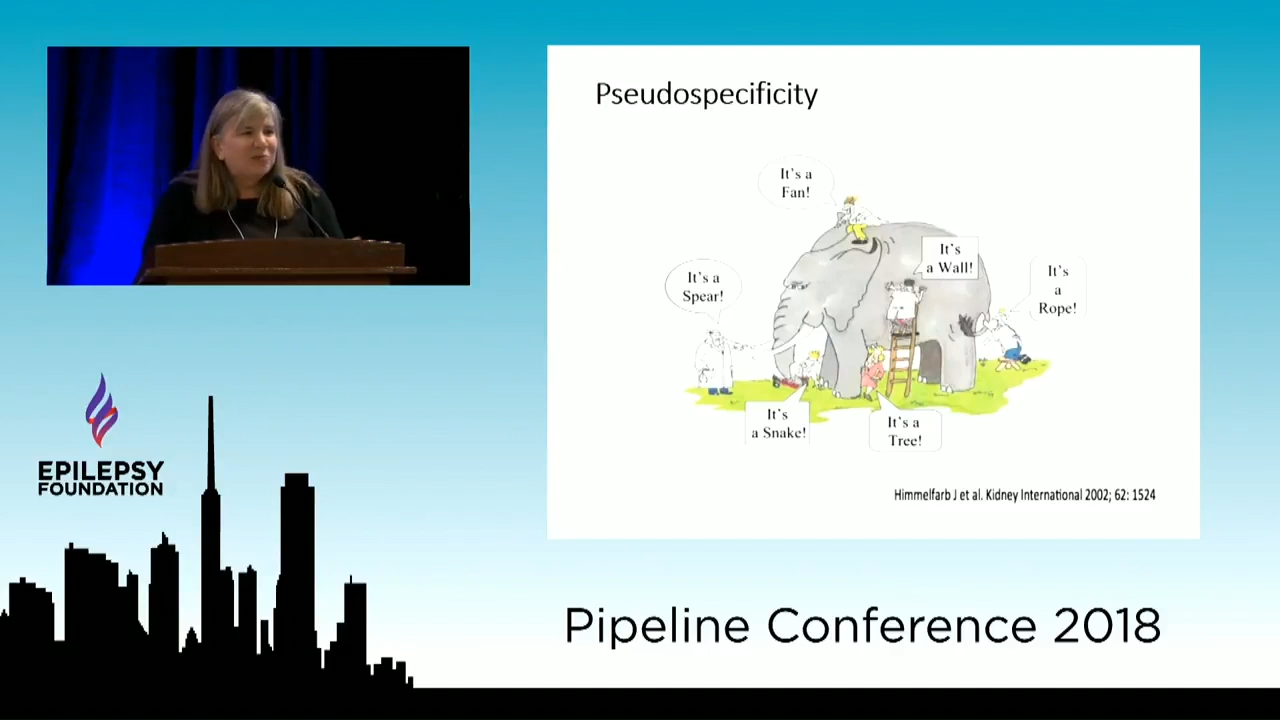 Pseudospecificity
It's a
Fan!
It's
a Wall!
It's a
Spear!
It's
a
Rope!
It's
a Snake!
It's a
Tree!
Himmelfarb J et al. Kidney International 2002; 62: 1524
EPILEPSY
FOUNDATION
Pipeline Conference 2018